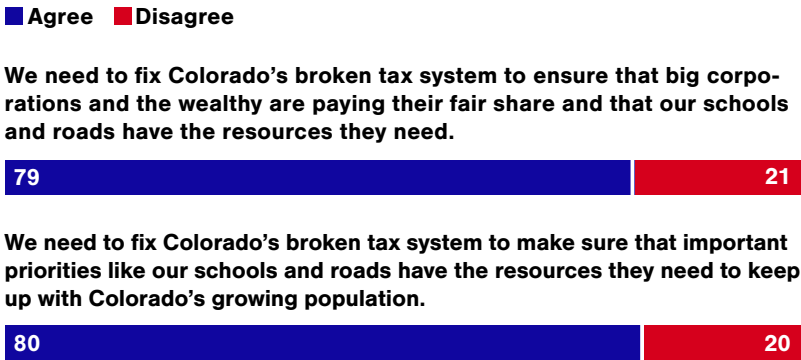 Agree Disagree
We need to fix Colorado’s broken tax system to ensure that big corpo-
rations and the wealthy are paying their fair share and that our schools
and roads have the resources they need.
79 21
We need to fix Colorado’s broken tax system to make sure that important
priorities like our schools and roads have the resources they need to keep
up with Colorado’s growing population.
80 20